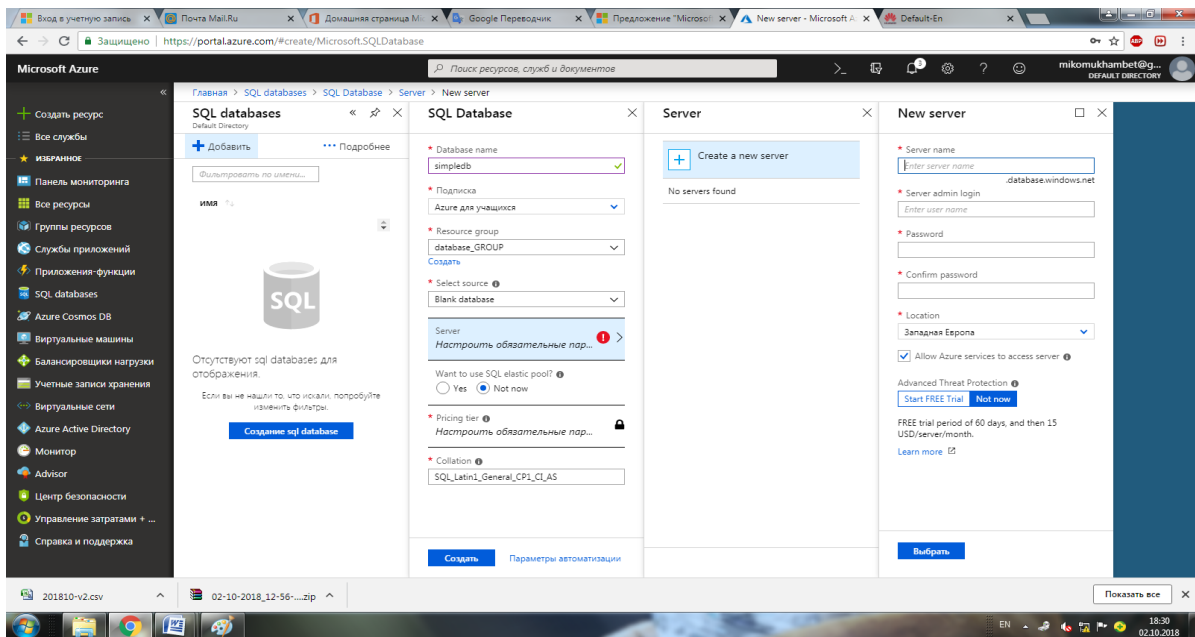 Вход в учетную запись
Почта Mail.Ru
Домашняя страница Mi
Google Переводчик
Предложение "Microsof
New server - Microsoft A
Default-En
Защищено
https://portal.azure.com/#create/Microsoft.SQLDatabase
ABP
Microsoft Azure
Поиск ресурсов, служб и документов
3
mikomukhambet@g...
DEFAULT DIRECTORY
Главная > SQL databases > SQL Database > Server > New server
Создать ресурс
Все службы
ИЗБРАННОЕ
Панель мониторинга
Все ресурсы
Группы ресурсов
Службы приложений
Приложения-функции
SQL databases
Azure Cosmos DB
Виртуальные машины
Балансировщики нагрузки
Учетные записи хранения
Виртуальные сети
Azure Active Directory
Монитор
Advisor
Центр безопасности
Управление затратами + ...
Справка и поддержка
SQL databases
Default Directory
Добавить
Подробнее
Фильтровать по имени...
ИМЯ
SQL
Отсутствуют sql databases для
отображения.
Если вы не нашли то, что искали, попробуйте
изменить фильтры.
Создание sql database
SQL Database
* Database name
simpledb
* Подписка
Azure для учащихся
* Resource group
database_GROUP
Создать
* Select source
Blank database
Server
Настроить обязательные пар...
Want to use SQL elastic pool?
Yes
Not now
* Pricing tier
Настроить обязательные пар...
* Collation
SQL_Latin1_General_CP1_CI_AS
Создать
Параметры автоматизации
Server
Create a new server
No servers found
New server
* Server name
Enter server name
.database.windows.net
* Server admin login
Enter user name
* Password
* Confirm password
* Location
Западная Европа
Allow Azure services to access server
Advanced Threat Protection
Start FREE Trial
Not now
FREE trial period of 60 days, and then 15
USD/server/month.
Learn more
Выбрать
201810-v2.csv
02-10-2018_12-56-....zip
Показать все
EN
18:30
02.10.2018